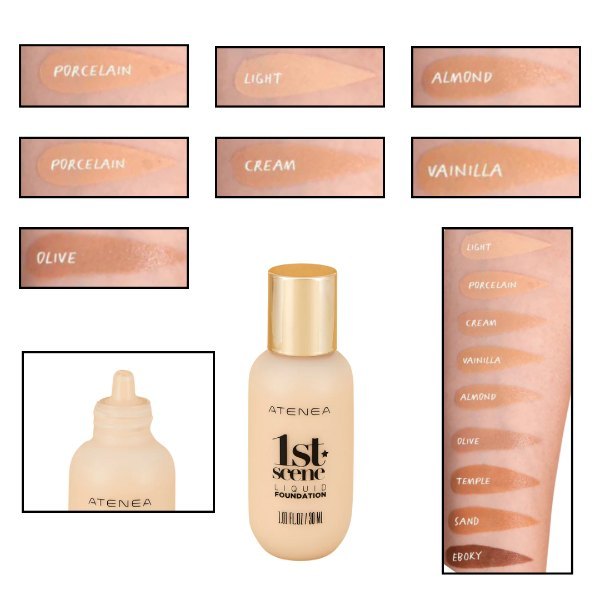 PORCELAIN
LIGHT
ALMOND
PORCELAIN
CREAM
VAINILLA
OLIVE
LIGHT
PORCELAIN
CREAM
VAINILLA
ALMOND
OLIVE
TEMPLE
SAND
EBOKY
ATENEA
ATENEA
1st
scene
LIQUID
FOUNDATION
1.01 FL.OZ / 30 ML